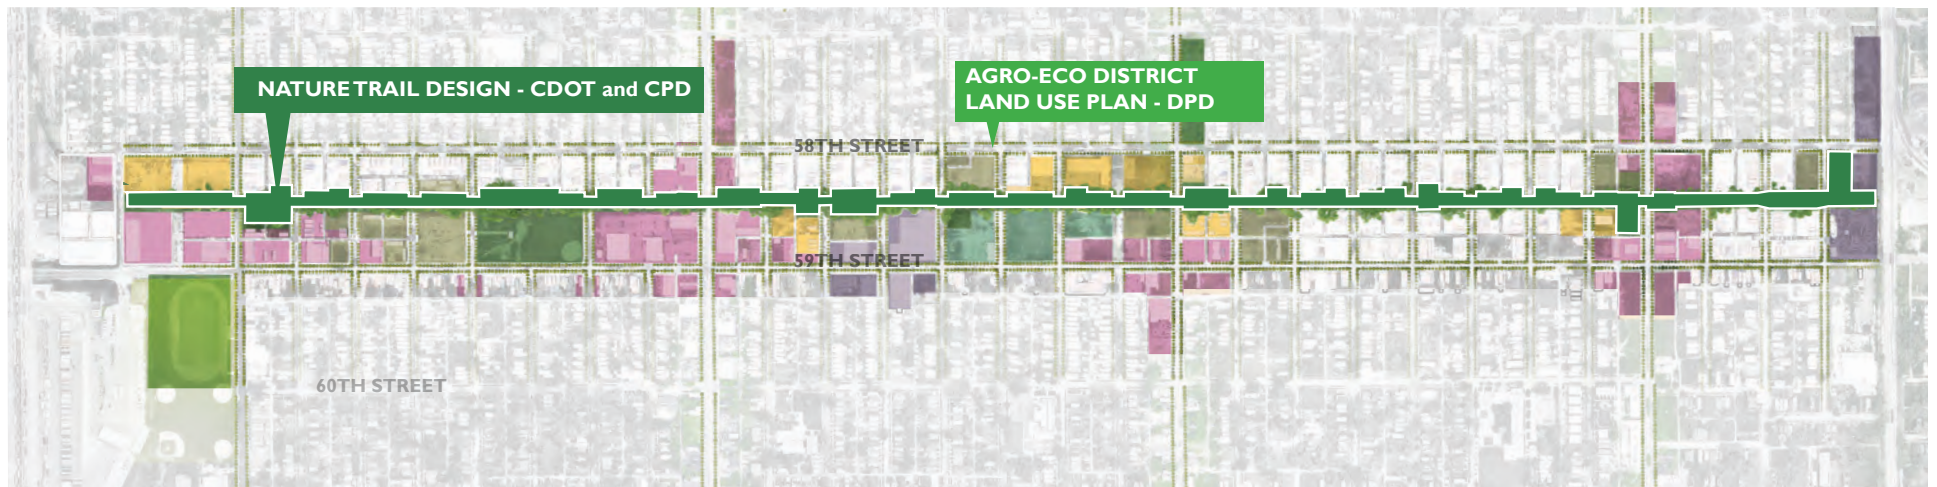 NATURE TRAIL DESIGN - CDOT and CPD
AGRO-ECO DISTRICT
LAND USE PLAN - DPD
58TH STREET
59TH STREET
60TH STREET